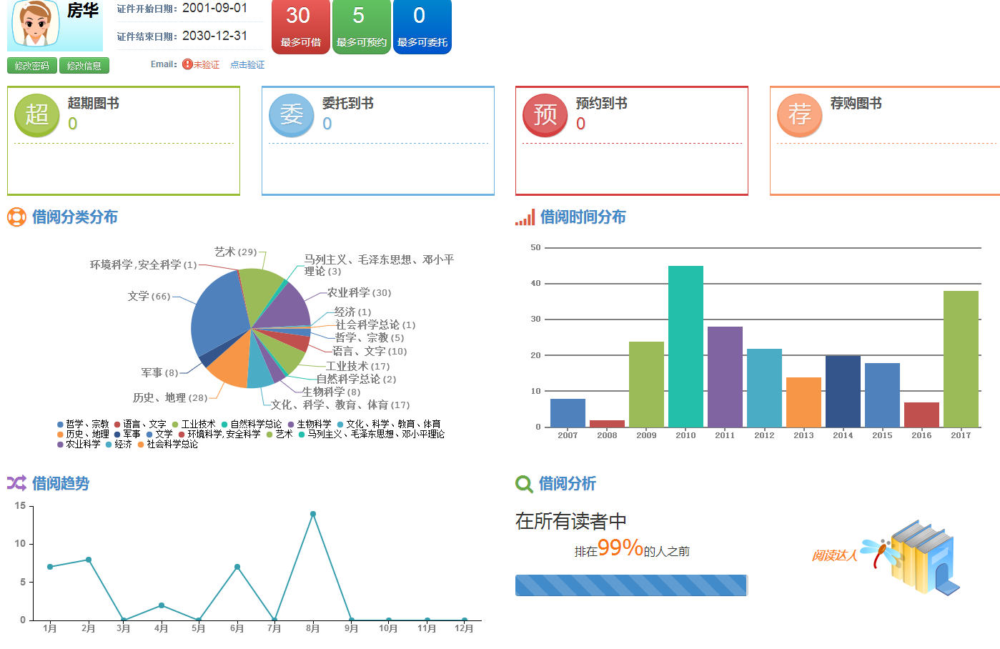 房华
证件开始日期： 2001-09-01
证件结束日期： 2030-12-31
30
最多可借
5
最多可预约
0
最多可委托
修改密码
修改信息
Email： 未验证 点击验证
超
超期图书
0
委
委托到书
0
预
预约到书
0
荐
荐购图书
借阅分类分布
艺术(29)
环境科学,安全科学(1)
马列主义、毛泽东思想、邓小平
理论(3)
文学(66)
农业科学(30)
经济(1)
社会科学总论(1)
哲学、宗教(5)
语言、文字(10)
军事(8)
工业技术(17)
自然科学总论(2)
历史、地理(28)
生物科学(8)
文化、科学、教育、体育(17)
哲学、宗教 语言、文字 工业技术 自然科学总论 生物科学 文化、科学、教育、体育
历史、地理 军事 文学 环境科学,安全科学 艺术 马列主义、毛泽东思想、邓小平理论
农业科学 经济 社会科学总论
借阅时间分布
50
40
30
20
10
0
2007 2008 2009 2010 2011 2012 2013 2014 2015 2016 2017
借阅趋势
15
10
5
0
1月 2月 3月 4月 5月 6月 7月 8月 9月 10月 11月 12月
借阅分析
在所有读者中
排在99%的人之前
阅读达人